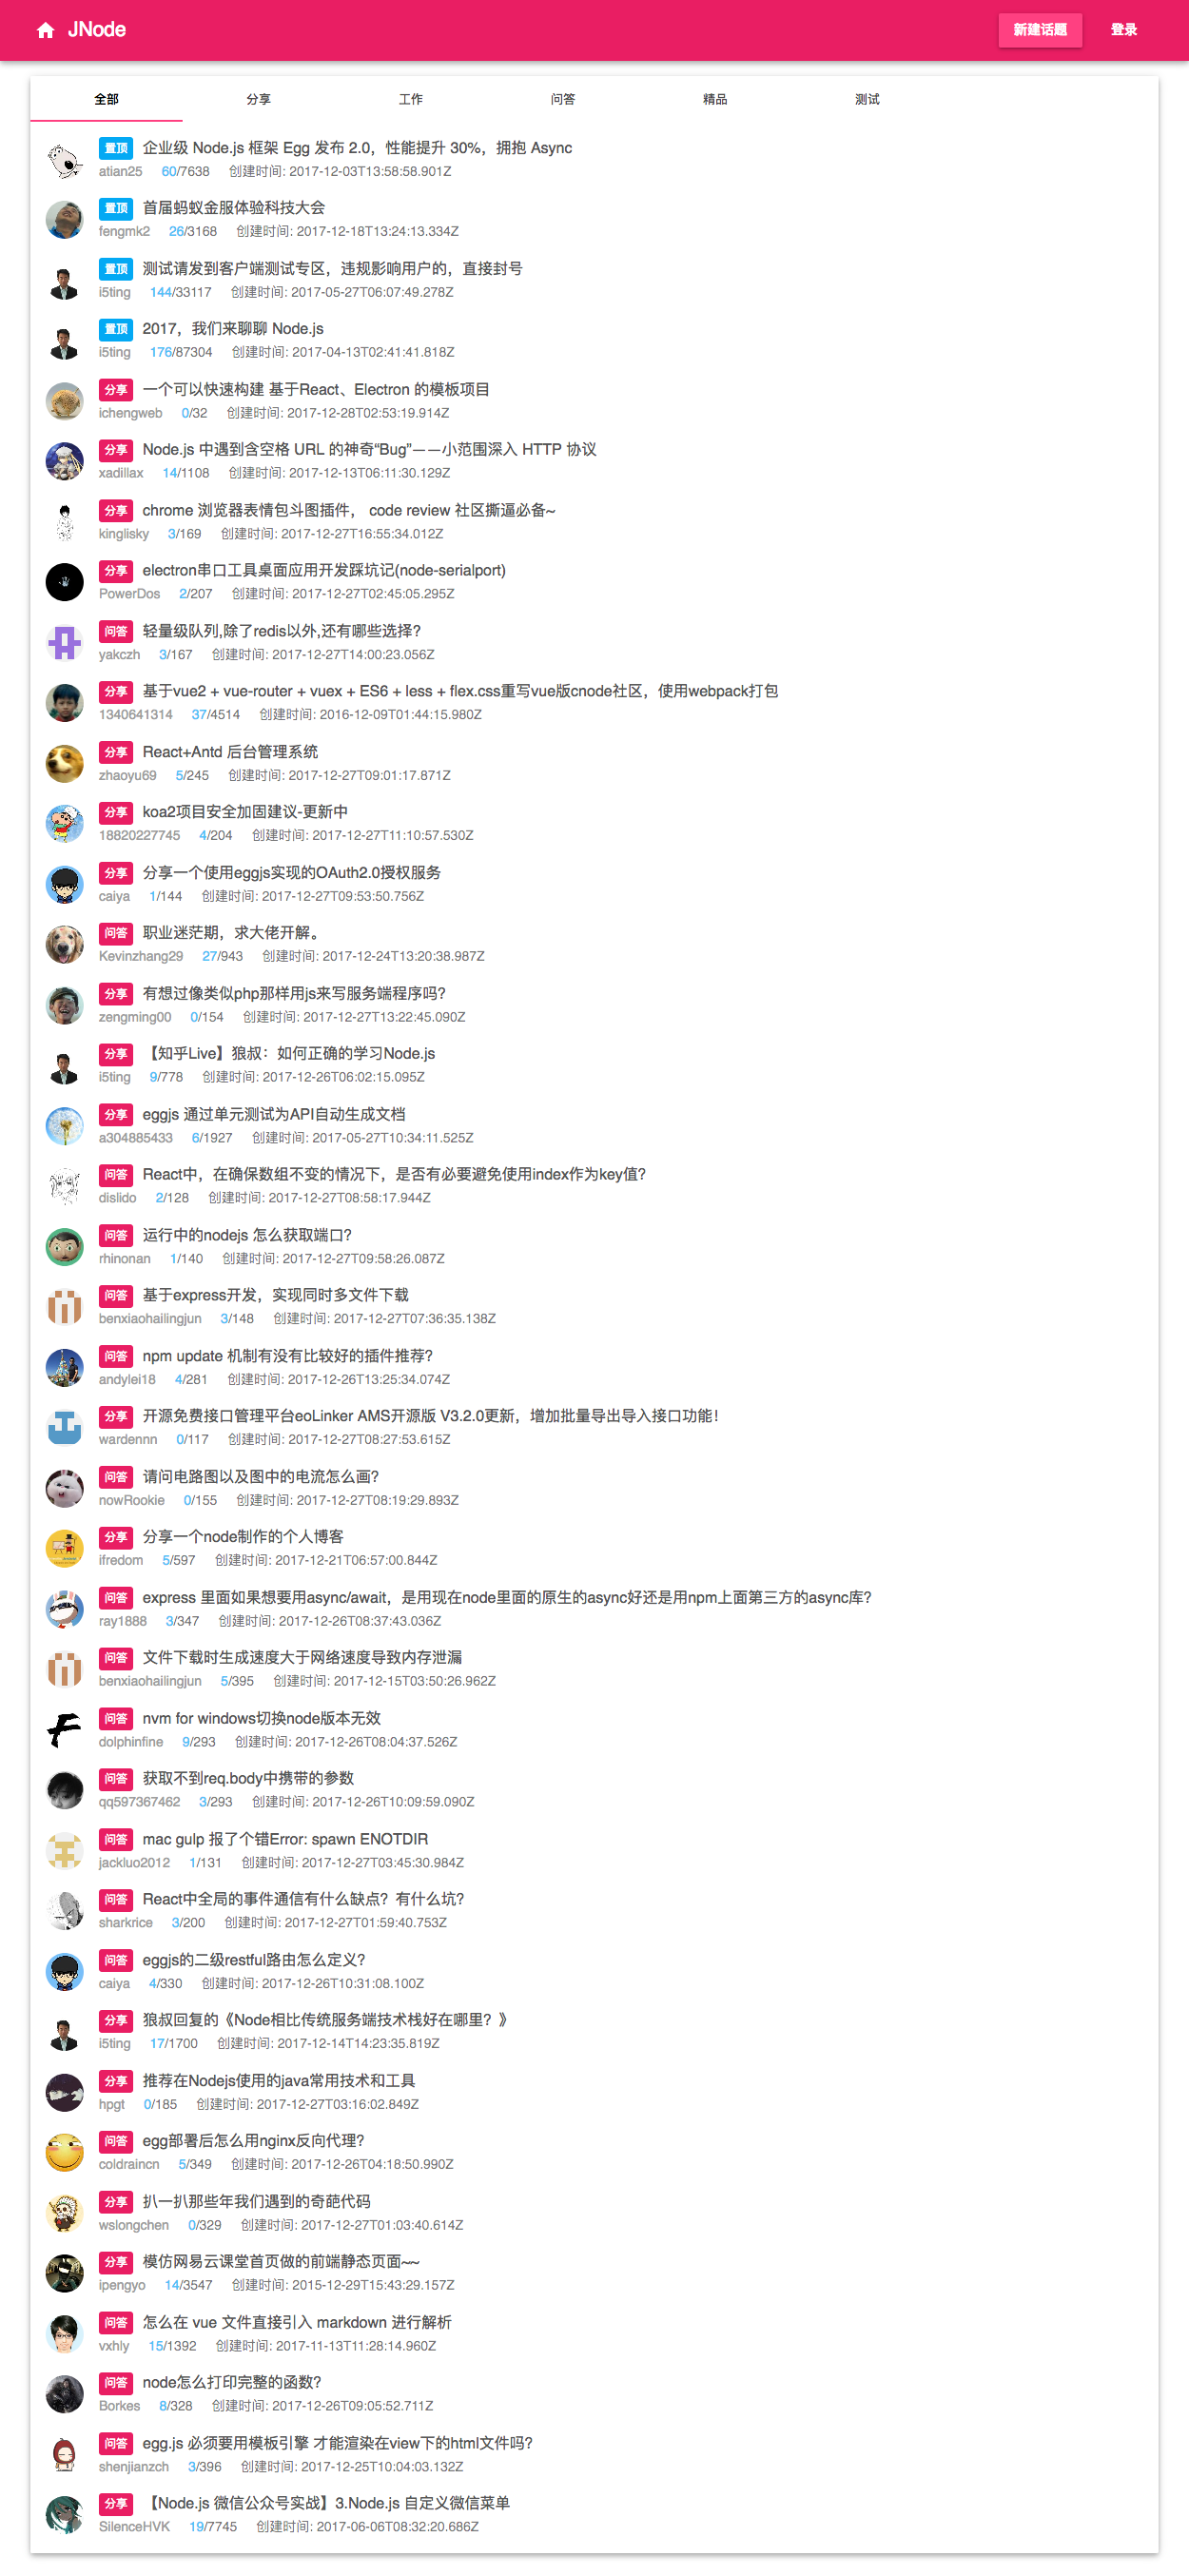 JNode
新建话题 登录
全部 分享 工作 问答 精品 测试
置顶 企业级 Node.js 框架 Egg 发布 2.0，性能提升 30%，拥抱 Async
atian25 60/7638 创建时间: 2017-12-03T13:58:58.901Z
置顶 首届蚂蚁金服体验科技大会
fengmk2 26/3168 创建时间: 2017-12-18T13:24:13.334Z
置顶 测试请发到客户端测试专区，违规影响用户的，直接封号
i5ting 144/33117 创建时间: 2017-05-27T06:07:49.278Z
置顶 2017，我们来聊聊 Node.js
i5ting 176/87304 创建时间: 2017-04-13T02:41:41.818Z
分享 一个可以快速构建 基于React、Electron 的模板项目
ichengweb 0/32 创建时间: 2017-12-28T02:53:19.914Z
分享 Node.js 中遇到含空格 URL 的神奇“Bug”——小范围深入 HTTP 协议
xadillax 14/1108 创建时间: 2017-12-13T06:11:30.129Z
分享 chrome 浏览器表情包斗图插件， code review 社区撕逼必备~
kinglisky 3/169 创建时间: 2017-12-27T16:55:34.012Z
分享 electron串口工具桌面应用开发踩坑记(node-serialport)
PowerDos 2/207 创建时间: 2017-12-27T02:45:05.295Z
问答 轻量级队列,除了redis以外,还有哪些选择?
yakczh 3/167 创建时间: 2017-12-27T14:00:23.056Z
分享 基于vue2 + vue-router + vuex + ES6 + less + flex.css重写vue版cnode社区，使用webpack打包
1340641314 37/4514 创建时间: 2016-12-09T01:44:15.980Z
分享 React+Antd 后台管理系统
zhaoyu69 5/245 创建时间: 2017-12-27T09:01:17.871Z
分享 koa2项目安全加固建议-更新中
18820227745 4/204 创建时间: 2017-12-27T11:10:57.530Z
分享 分享一个使用eggjs实现的OAuth2.0授权服务
caiya 1/144 创建时间: 2017-12-27T09:53:50.756Z
问答 职业迷茫期，求大佬开解。
Kevinzhang29 27/943 创建时间: 2017-12-24T13:20:38.987Z
分享 有想过像类似php那样用js来写服务端程序吗?
zengming00 0/154 创建时间: 2017-12-27T13:22:45.090Z
分享 【知乎Live】狼叔：如何正确的学习Node.js
i5ting 9/778 创建时间: 2017-12-26T06:02:15.095Z
分享 eggjs 通过单元测试为API自动生成文档
a304885433 6/1927 创建时间: 2017-05-27T10:34:11.525Z
问答 React中，在确保数组不变的情况下，是否有必要避免使用index作为key值?
dislido 2/128 创建时间: 2017-12-27T08:58:17.944Z
问答 运行中的nodejs 怎么获取端口?
rhinonan 1/140 创建时间: 2017-12-27T09:58:26.087Z
问答 基于express开发，实现同时多文件下载
benxiaohailingjun 3/148 创建时间: 2017-12-27T07:36:35.138Z
问答 npm update 机制有没有比较好的插件推荐?
andylei18 4/281 创建时间: 2017-12-26T13:25:34.074Z
分享 开源免费接口管理平台eoLinker AMS开源版 V3.2.0更新，增加批量导出导入接口功能！
wardennn 0/117 创建时间: 2017-12-27T08:27:53.615Z
问答 请问电路图以及图中的电流怎么画?
nowRookie 0/155 创建时间: 2017-12-27T08:19:29.893Z
分享 分享一个node制作的个人博客
ifredom 5/597 创建时间: 2017-12-21T06:57:00.844Z
问答 express 里面如果想要用async/await，是用现在node里面的原生的async好还是用npm上面第三方的async库?
ray1888 3/347 创建时间: 2017-12-26T08:37:43.036Z
问答 文件下载时生成速度大于网络速度导致内存泄漏
benxiaohailingjun 5/395 创建时间: 2017-12-15T03:50:26.962Z
问答 nvm for windows切换node版本无效
dolphinfine 9/293 创建时间: 2017-12-26T08:04:37.526Z
问答 获取不到req.body中携带的参数
qq597367462 3/293 创建时间: 2017-12-26T10:09:59.090Z
问答 mac gulp 报了个错Error: spawn ENOTDIR
jackluo2012 1/131 创建时间: 2017-12-27T03:45:30.984Z
问答 React中全局的事件通信有什么缺点？有什么坑?
sharkrice 3/200 创建时间: 2017-12-27T01:59:40.753Z
问答 eggjs的二级restful路由怎么定义?
caiya 4/330 创建时间: 2017-12-26T10:31:08.100Z
分享 狼叔回复的《Node相比传统服务端技术栈好在哪里？》
i5ting 17/1700 创建时间: 2017-12-14T14:23:35.819Z
分享 推荐在Nodejs使用的java常用技术和工具
hpgt 0/185 创建时间: 2017-12-27T03:16:02.849Z
问答 egg部署后怎么用nginx反向代理?
coldraincn 5/349 创建时间: 2017-12-26T04:18:50.990Z
分享 扒一扒那些年我们遇到的奇葩代码
wslongchen 0/329 创建时间: 2017-12-27T01:03:40.614Z
分享 模仿网易云课堂首页做的前端静态页面~~
ipengyo 14/3547 创建时间: 2015-12-29T15:43:29.157Z
问答 怎么在 vue 文件直接引入 markdown 进行解析
vxhly 15/1392 创建时间: 2017-11-13T11:28:14.960Z
问答 node怎么打印完整的函数?
Borkes 8/328 创建时间: 2017-12-26T09:05:52.711Z
问答 egg.js 必须要用模板引擎 才能渲染在view下的html文件吗?
shenjianzch 3/396 创建时间: 2017-12-25T10:04:03.132Z
分享 【Node.js 微信公众号实战】3.Node.js 自定义微信菜单
SilenceHVK 19/7745 创建时间: 2017-06-06T08:32:20.686Z